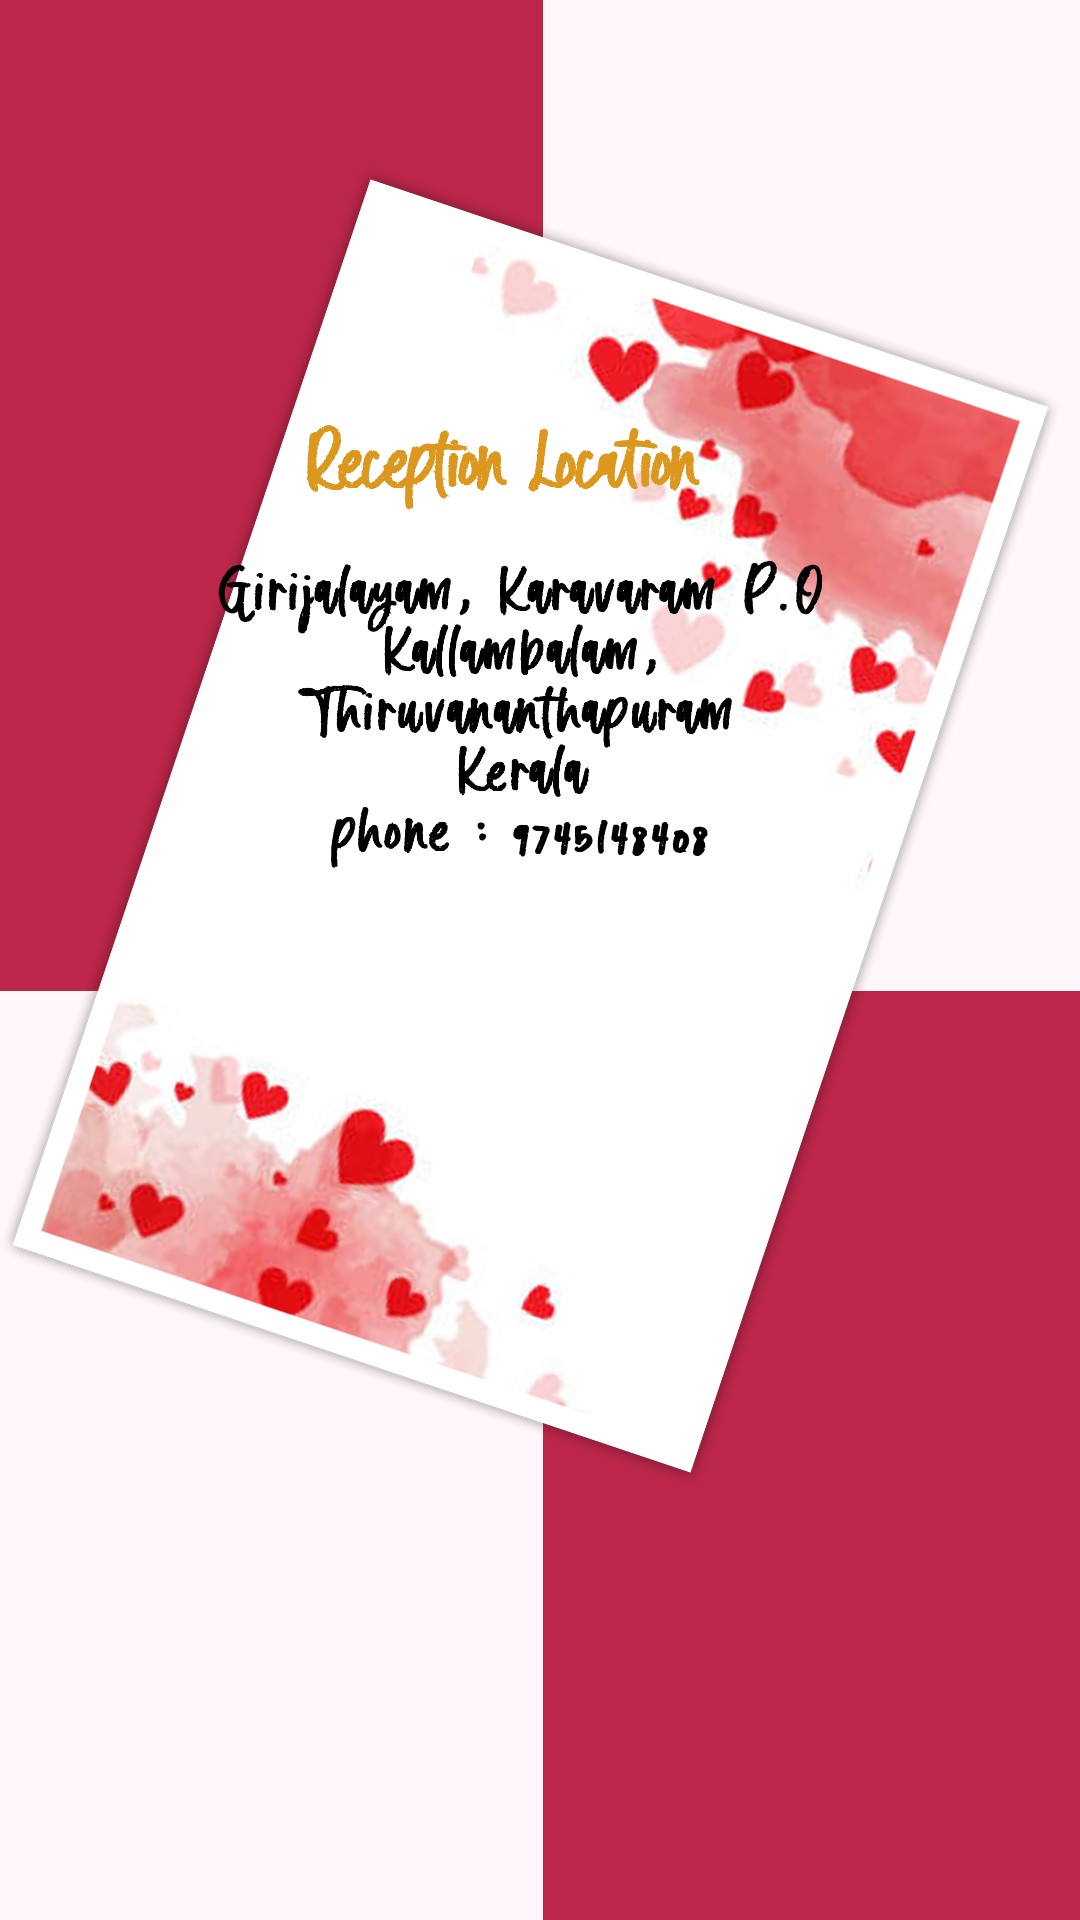 Reception Location
Girijalayam, Karavaram P.O
Kallambalam,
Thiruvananthapuram
Kerala
phone : 9745148408